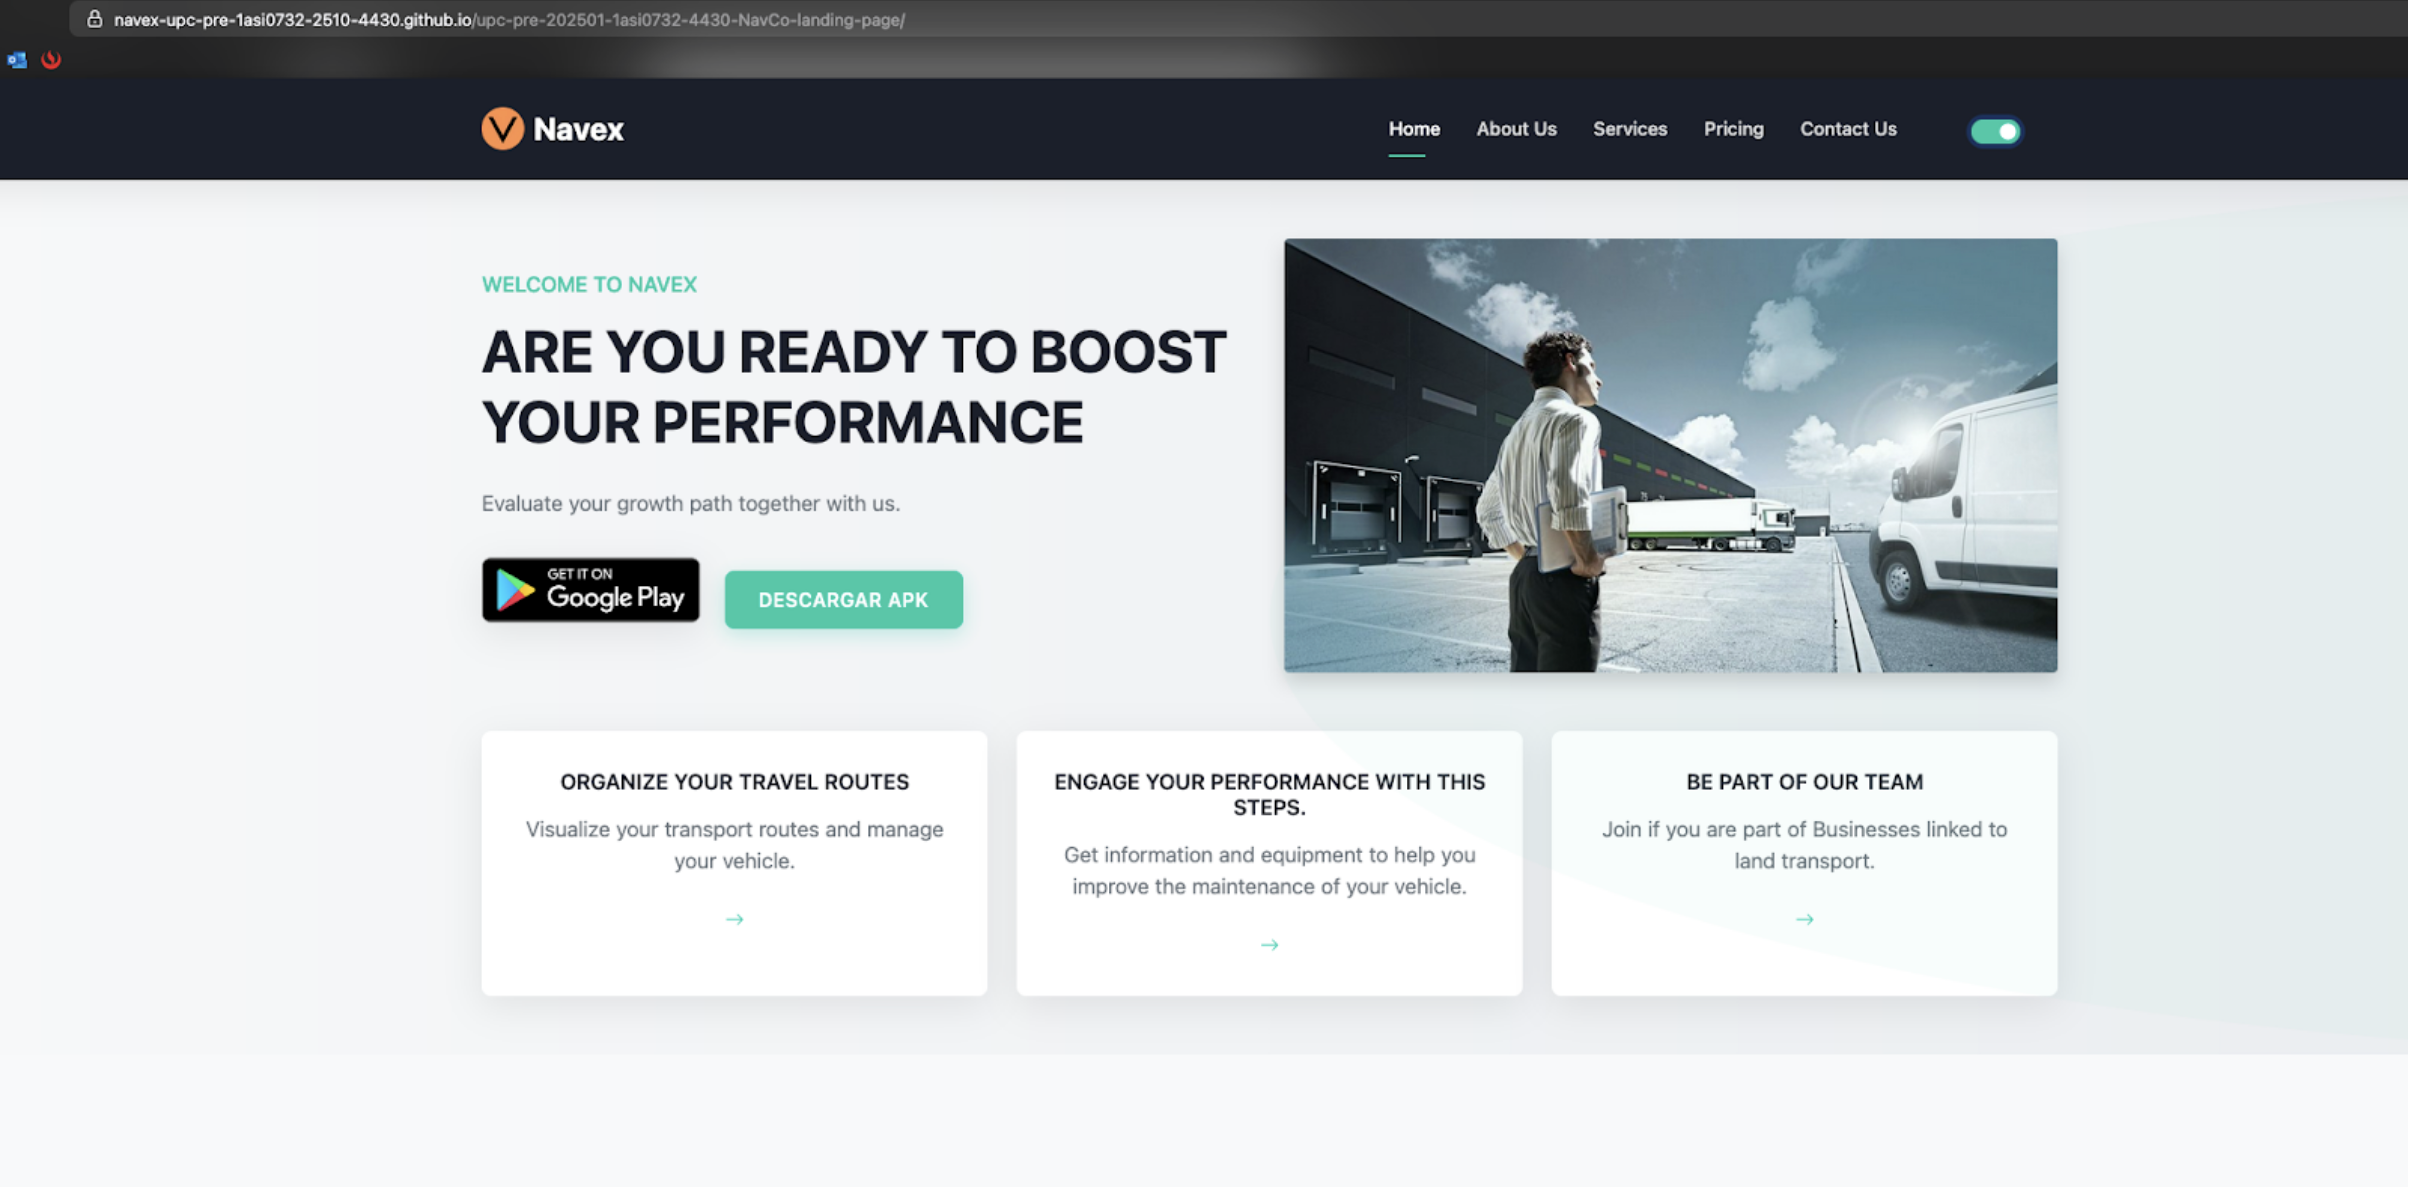 navex-upc-pre-1asi0732-2510-4430.github.io/upc-pre-202501-1asi0732-4430-NavCo-landing-page/
Navex
Home About Us Services Pricing Contact Us
WELCOME TO NAVEX
ARE YOU READY TO BOOST
YOUR PERFORMANCE
Evaluate your growth path together with us.
GET IT ON
Google Play
DESCARGAR APK
ORGANIZE YOUR TRAVEL ROUTES
Visualize your transport routes and manage
your vehicle.
ENGAGE YOUR PERFORMANCE WITH THIS
STEPS.
Get information and equipment to help you
improve the maintenance of your vehicle.
BE PART OF OUR TEAM
Join if you are part of Businesses linked to
land transport.